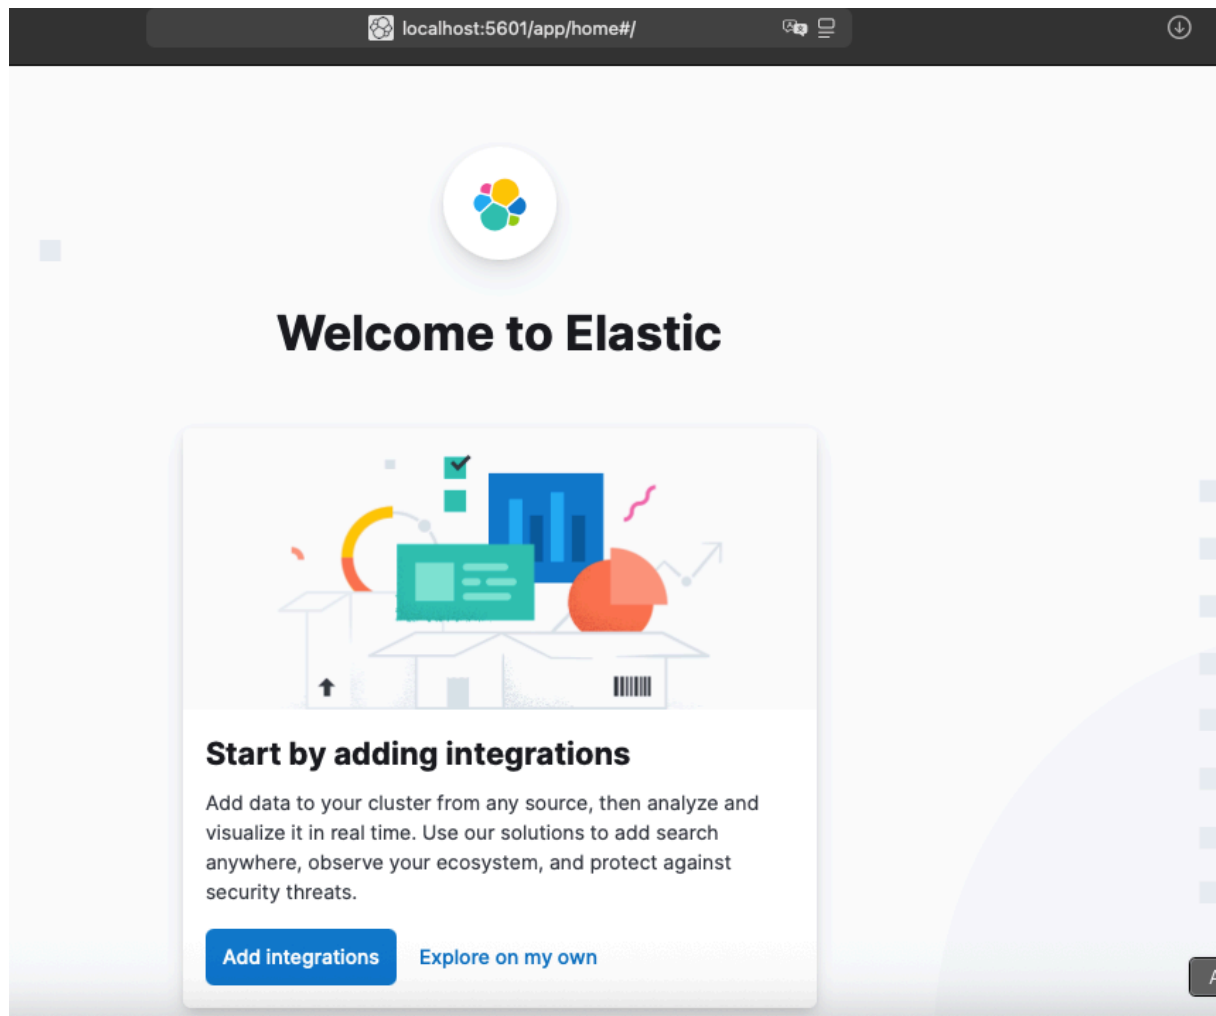 localhost:5601/app/home#/
Welcome to Elastic
Start by adding integrations
Add data to your cluster from any source, then analyze and
visualize it in real time. Use our solutions to add search
anywhere, observe your ecosystem, and protect against
security threats.
Add integrations
Explore on my own